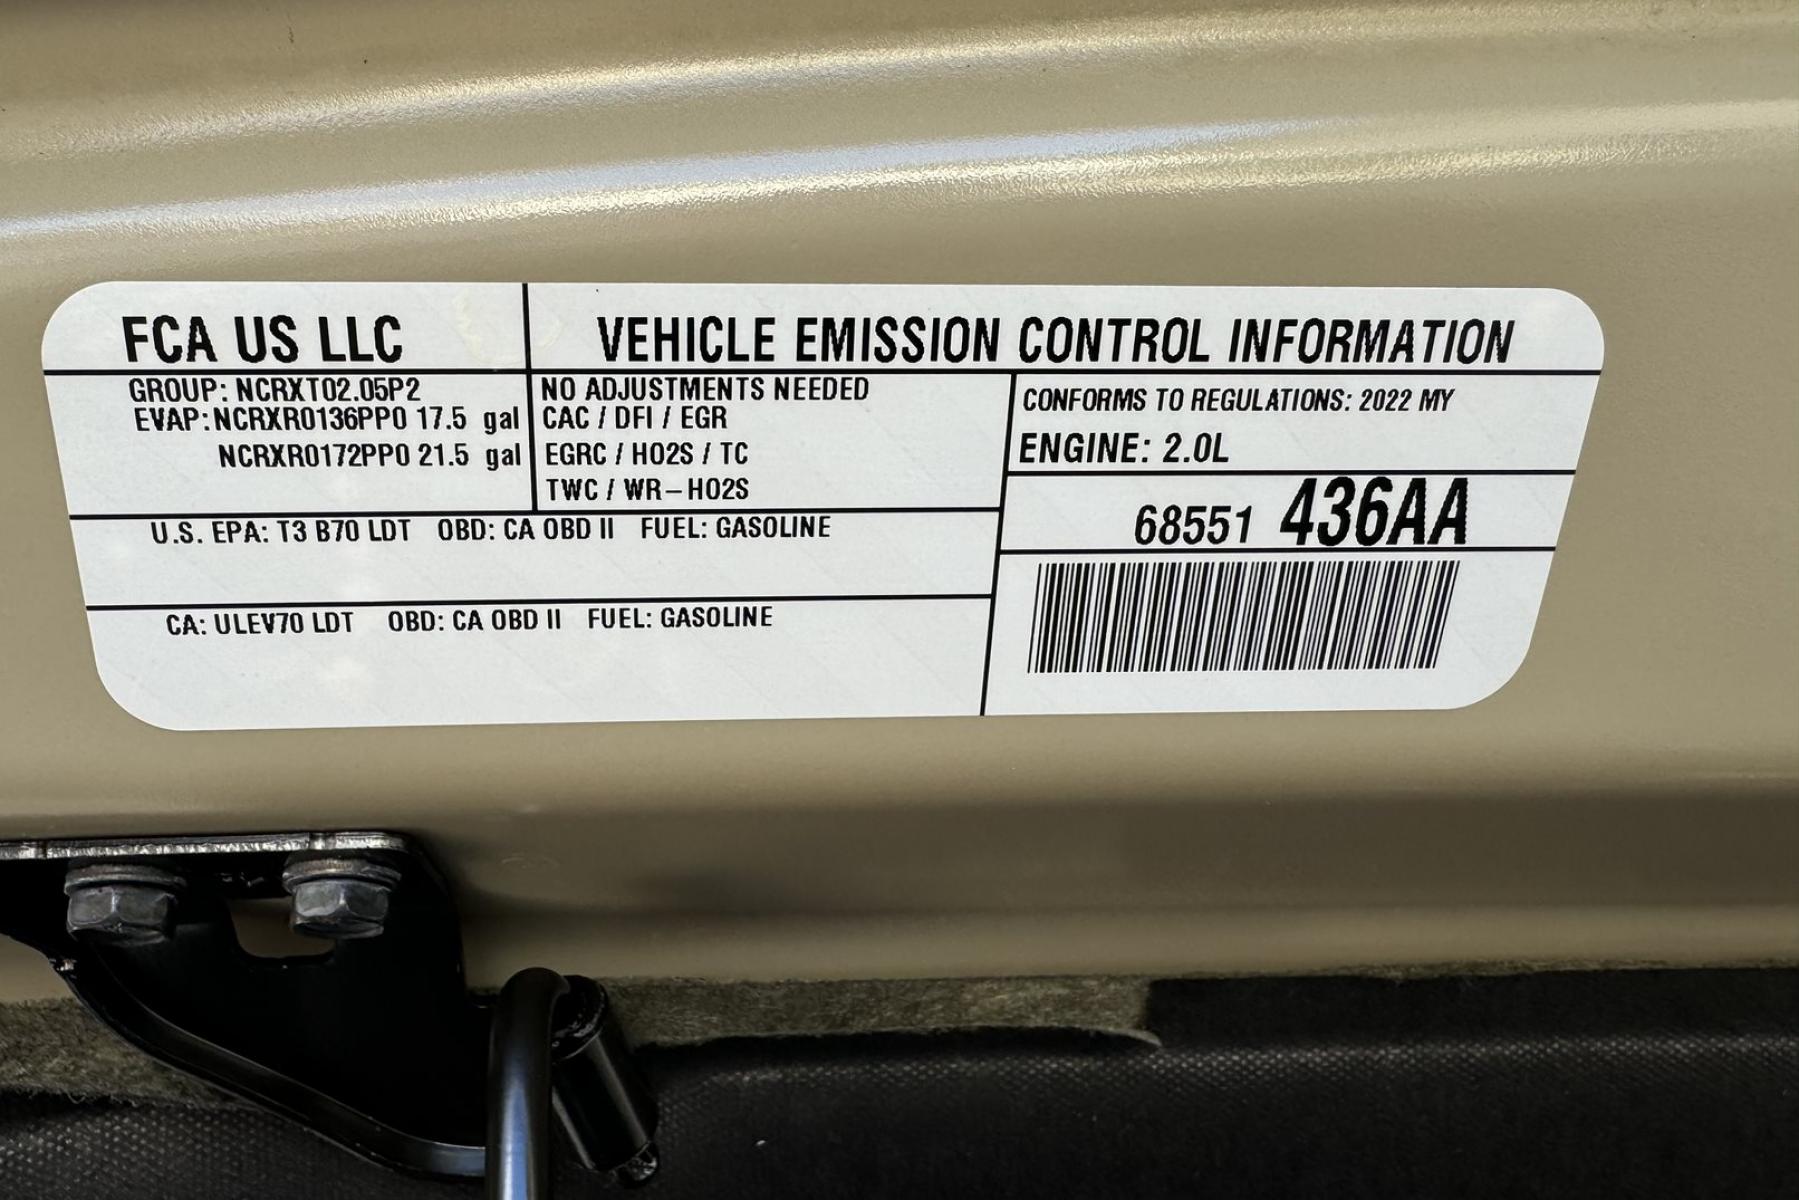 FCA US LLC
VEHICLE EMISSION CONTROL INFORMATION
GROUP: NCRXT02.05P2
EVAP: NCRXR0136PP0 17.5 gal
NCRXR0172PP0 21.5 gal
NO ADJUSTMENTS NEEDED
CAC / DFI / EGR
EGRC / HO2S / TC
TWC / WR-HO2S
CONFORMS TO REGULATIONS: 2022 MY
ENGINE: 2.0L
U.S. EPA: T3 B70 LDT OBD: CA OBD II FUEL: GASOLINE
68551 436AA
CA: ULEV70 LDT OBD: CA OBD II FUEL: GASOLINE